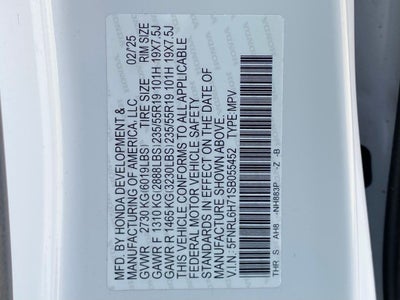 MFD. BY HONDA DEVELOPMENT &
MANUFACTURING OF AMERICA, LLC. 02/25
TIRE SIZE RIM SIZE
GVWR 2730 KG(6019LBS)
GAWR F 1310 KG(2888LBS) 235/55R19 101H 19X7.5J
GAWR R 1465 KG(3230LBS) 235/55R19 101H 19X7.5J
THIS VEHICLE CONFORMS TO ALL APPLICABLE
FEDERAL MOTOR VEHICLE SAFETY
STANDARDS IN EFFECT ON THE DATE OF
MANUFACTURE SHOWN ABOVE.
V.I.N: 5FNRL6H71SB055452 TYPE:MPV
THR S AH8 NH883P -Z -B